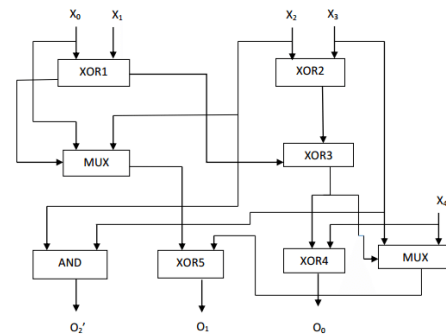 X₀ X₁ X₂ X₃
XOR1 XOR2
MUX XOR3
X₄
AND XOR5 XOR4 MUX
O₂' O₁ O₀